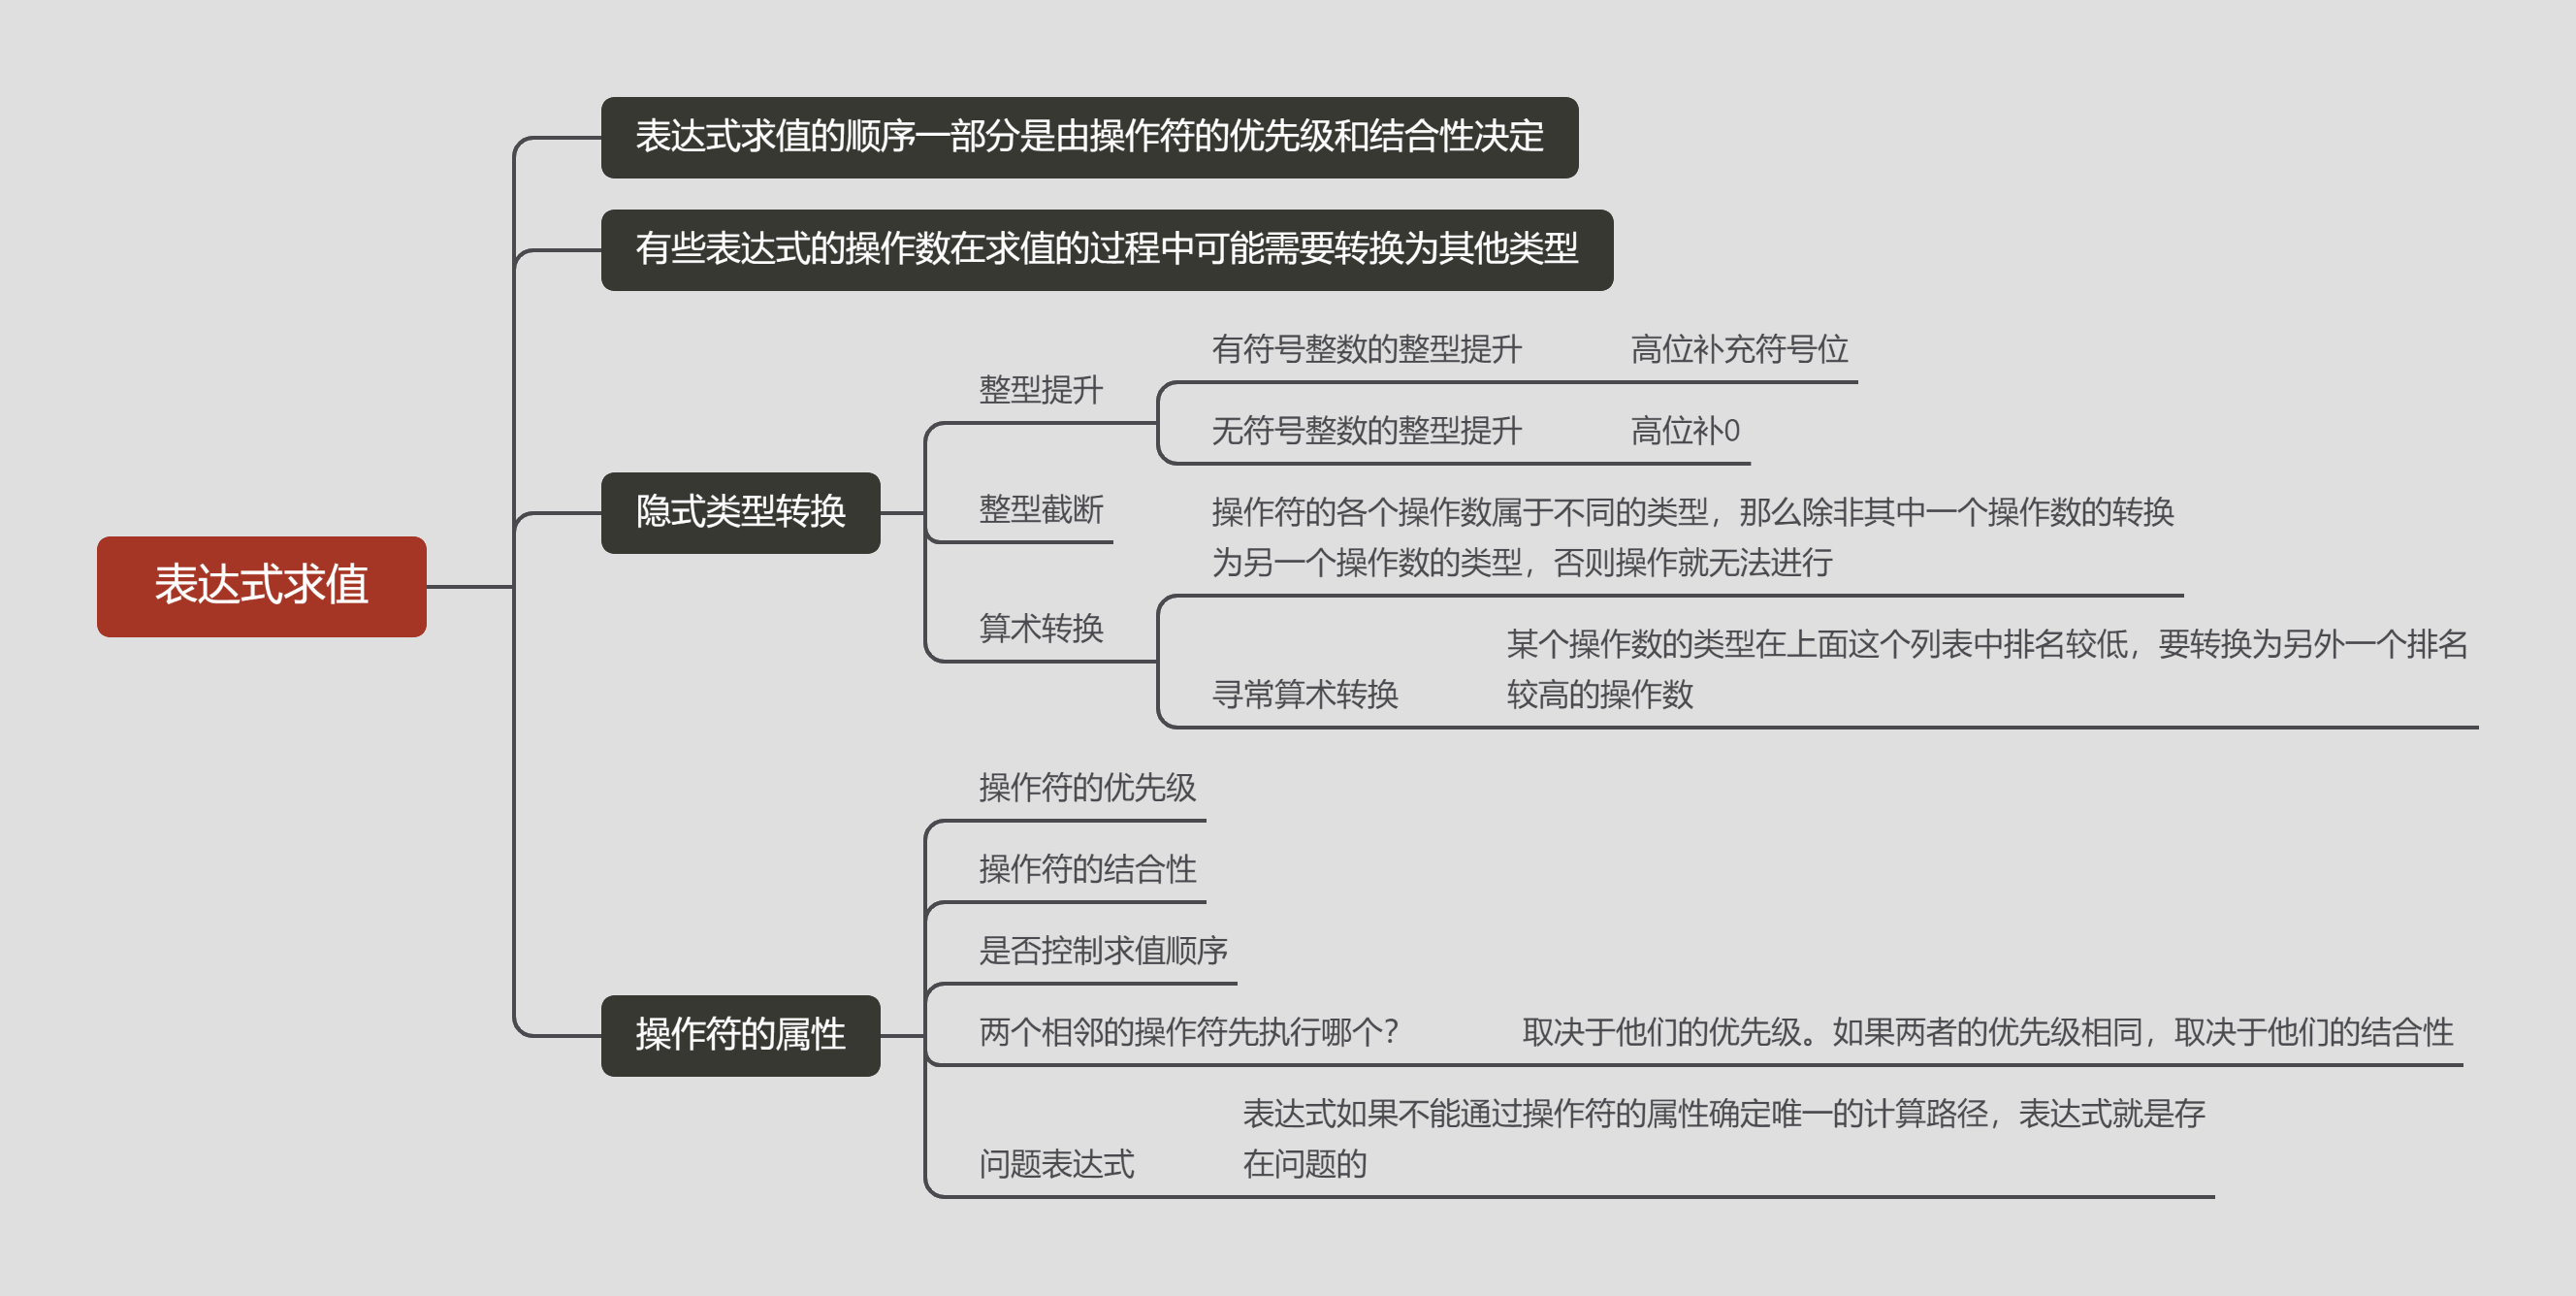 表达式求值
表达式求值的顺序一部分是由操作符的优先级和结合性决定
有些表达式的操作数在求值的过程中可能需要转换为其他类型
隐式类型转换
整型提升
有符号整数的整型提升 高位补充符号位
无符号整数的整型提升 高位补0
整型截断
算术转换
操作符的各个操作数属于不同的类型，那么除非其中一个操作数的转换
为另一个操作数的类型，否则操作就无法进行
寻常算术转换
某个操作数的类型在上面这个列表中排名较低，要转换为另外一个排名
较高的操作数
操作符的属性
操作符的优先级
操作符的结合性
是否控制求值顺序
两个相邻的操作符先执行哪个？ 取决于他们的优先级。如果两者的优先级相同，取决于他们的结合性
问题表达式
表达式如果不能通过操作符的属性确定唯一的计算路径，表达式就是存
在问题的